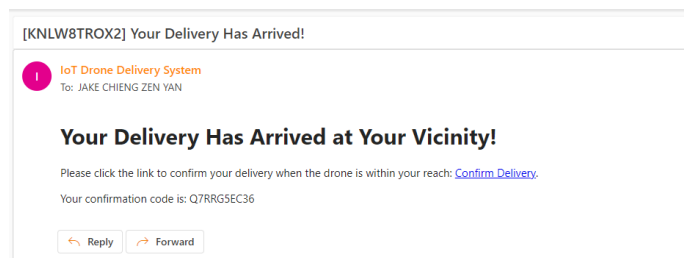 [KNLW8TROX2] Your Delivery Has Arrived!
I
IoT Drone Delivery System
To: JAKE CHIENG ZEN YAN
Your Delivery Has Arrived at Your Vicinity!
Please click the link to confirm your delivery when the drone is within your reach: Confirm Delivery.
Your confirmation code is: Q7RRG5EC36
Reply Forward